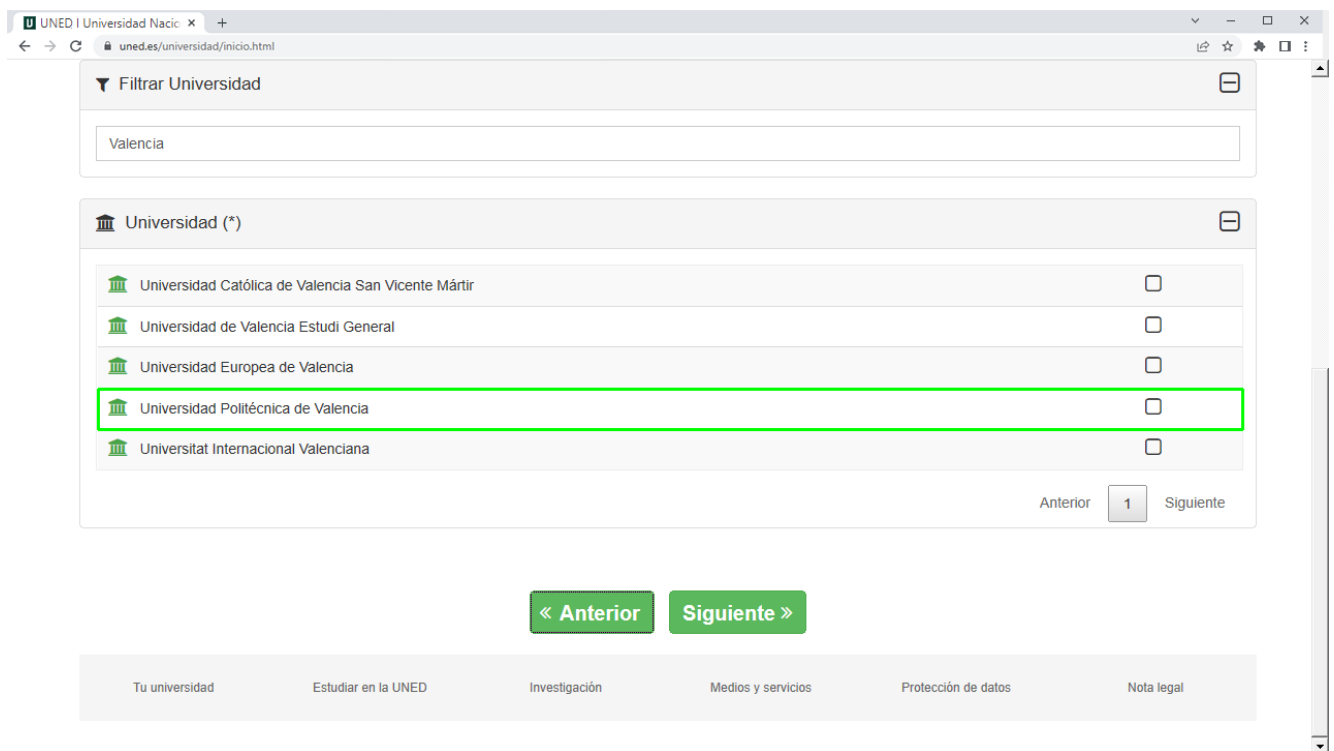 UNED I Universidad Nacio
uned.es/universidad/inicio.html
Filtrar Universidad
Valencia
Universidad (*)
Universidad Católica de Valencia San Vicente Mártir
Universidad de Valencia Estudi General
Universidad Europea de Valencia
Universidad Politécnica de Valencia
Universitat Internacional Valenciana
Anterior 1 Siguiente
« Anterior Siguiente »
Tu universidad Estudiar en la UNED Investigación Medios y servicios Protección de datos Nota legal